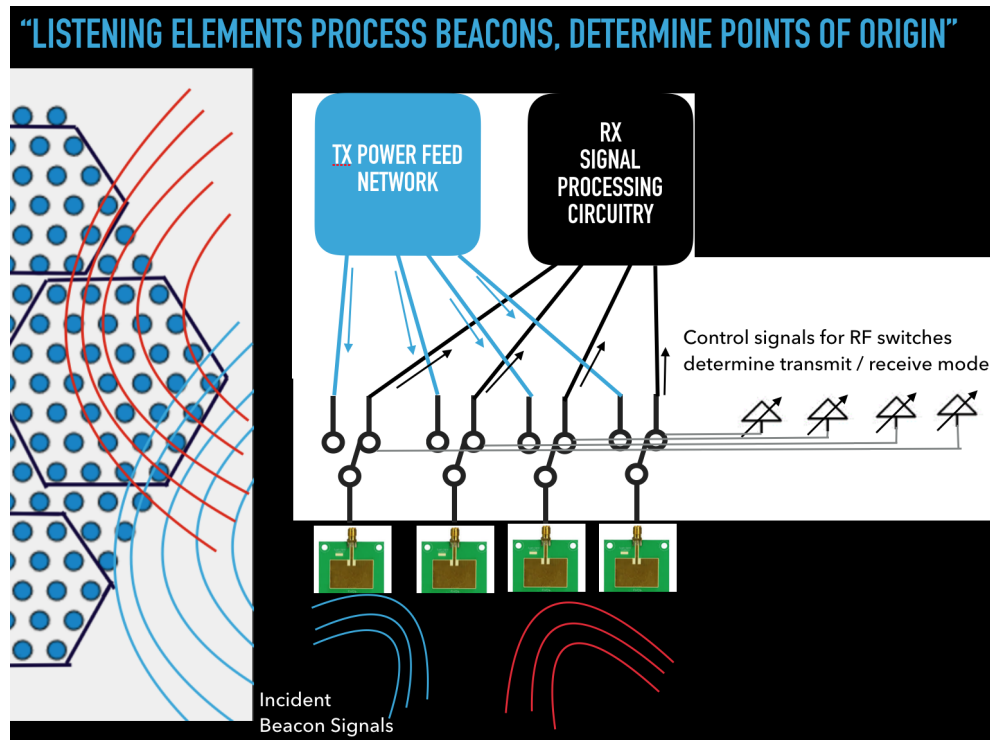 “LISTENING ELEMENTS PROCESS BEACONS, DETERMINE POINTS OF ORIGIN”
TX POWER FEED
NETWORK
RX
SIGNAL
PROCESSING
CIRCUITRY
Control signals for RF switches
determine transmit / receive mode
Incident
Beacon Signals